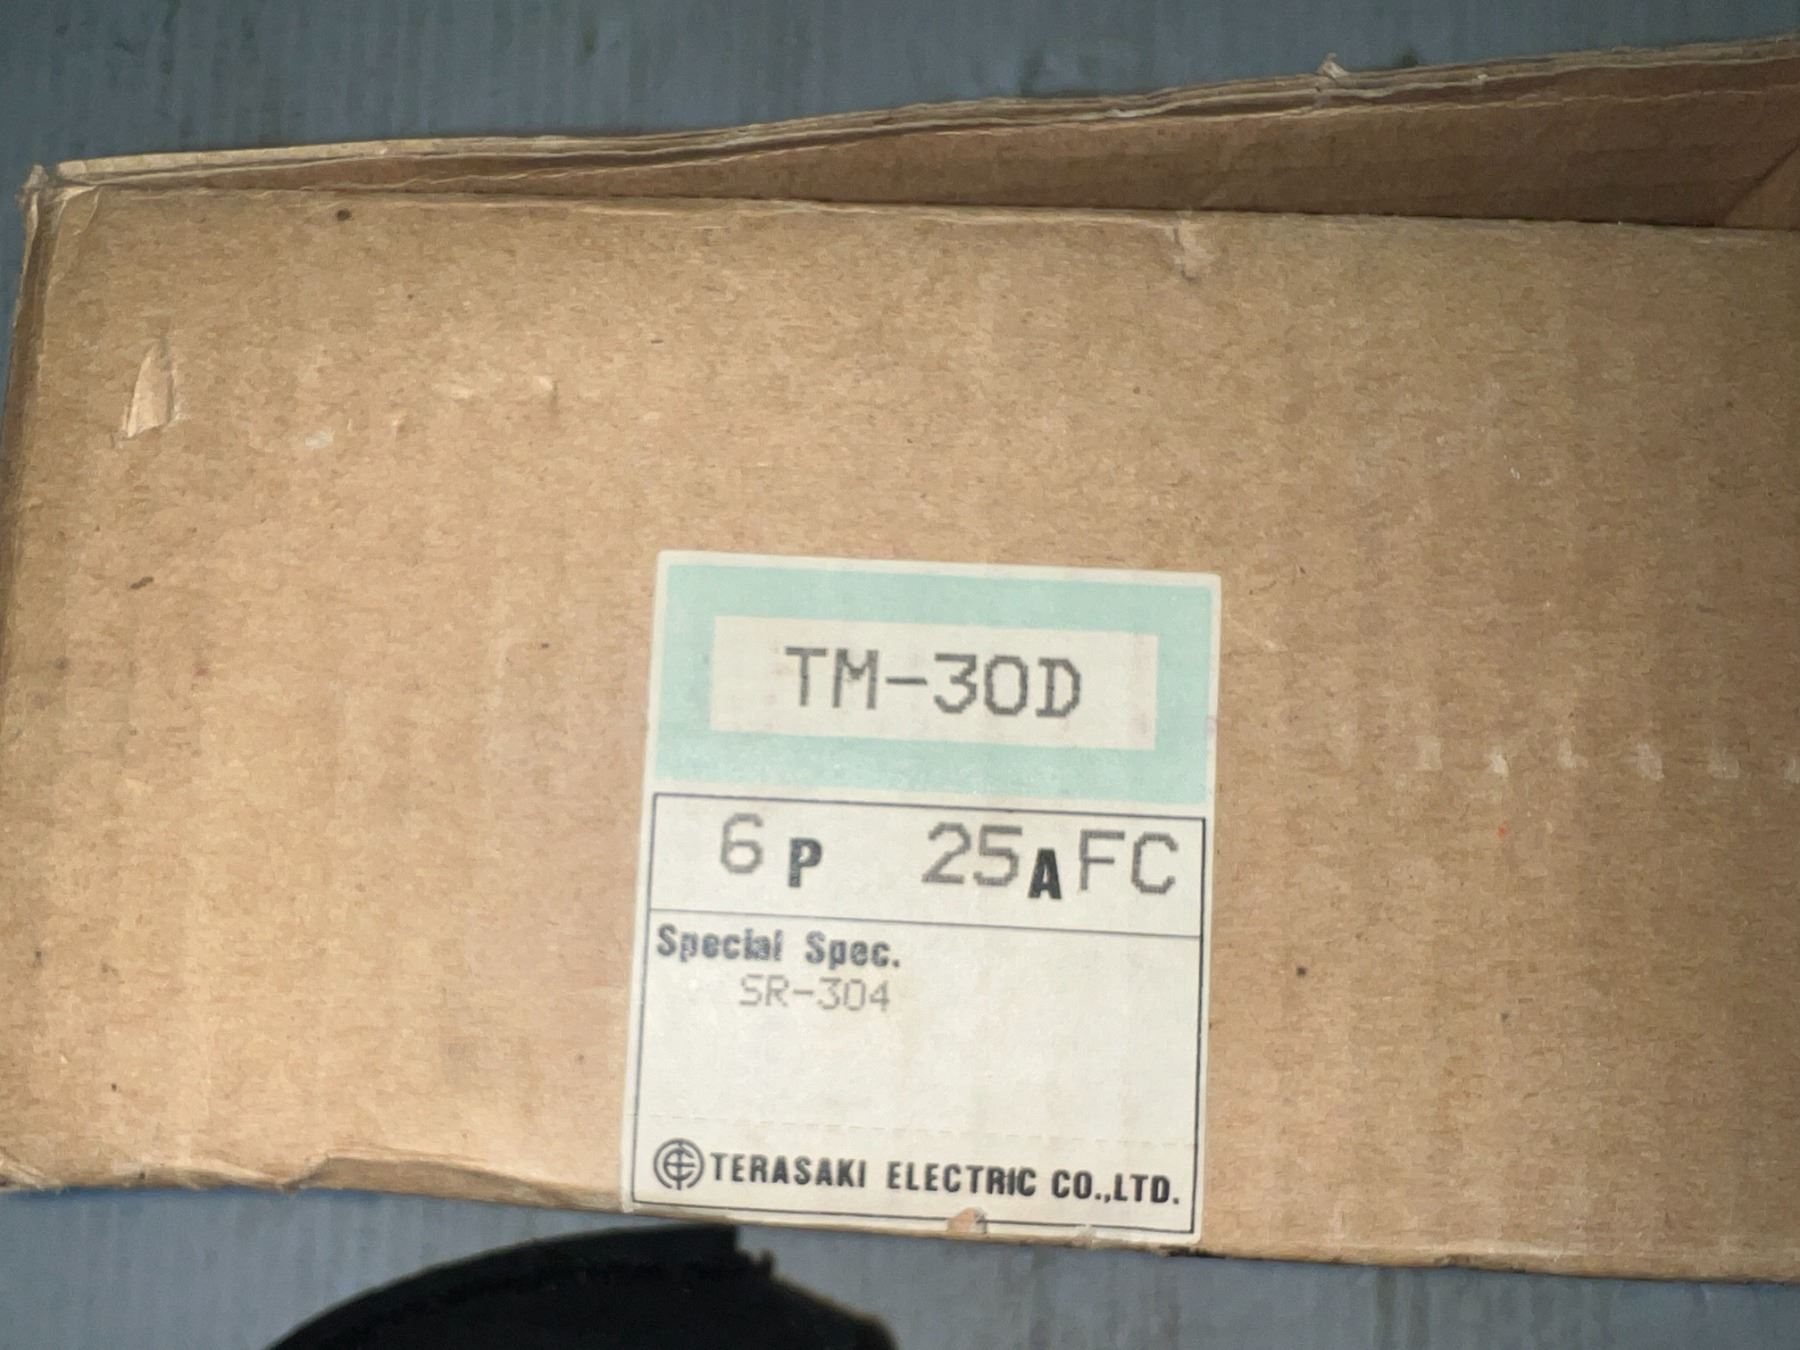 TM-30D
6P 25AFC
Special Spec.
SR-304
TERASAKI ELECTRIC CO.,LTD.